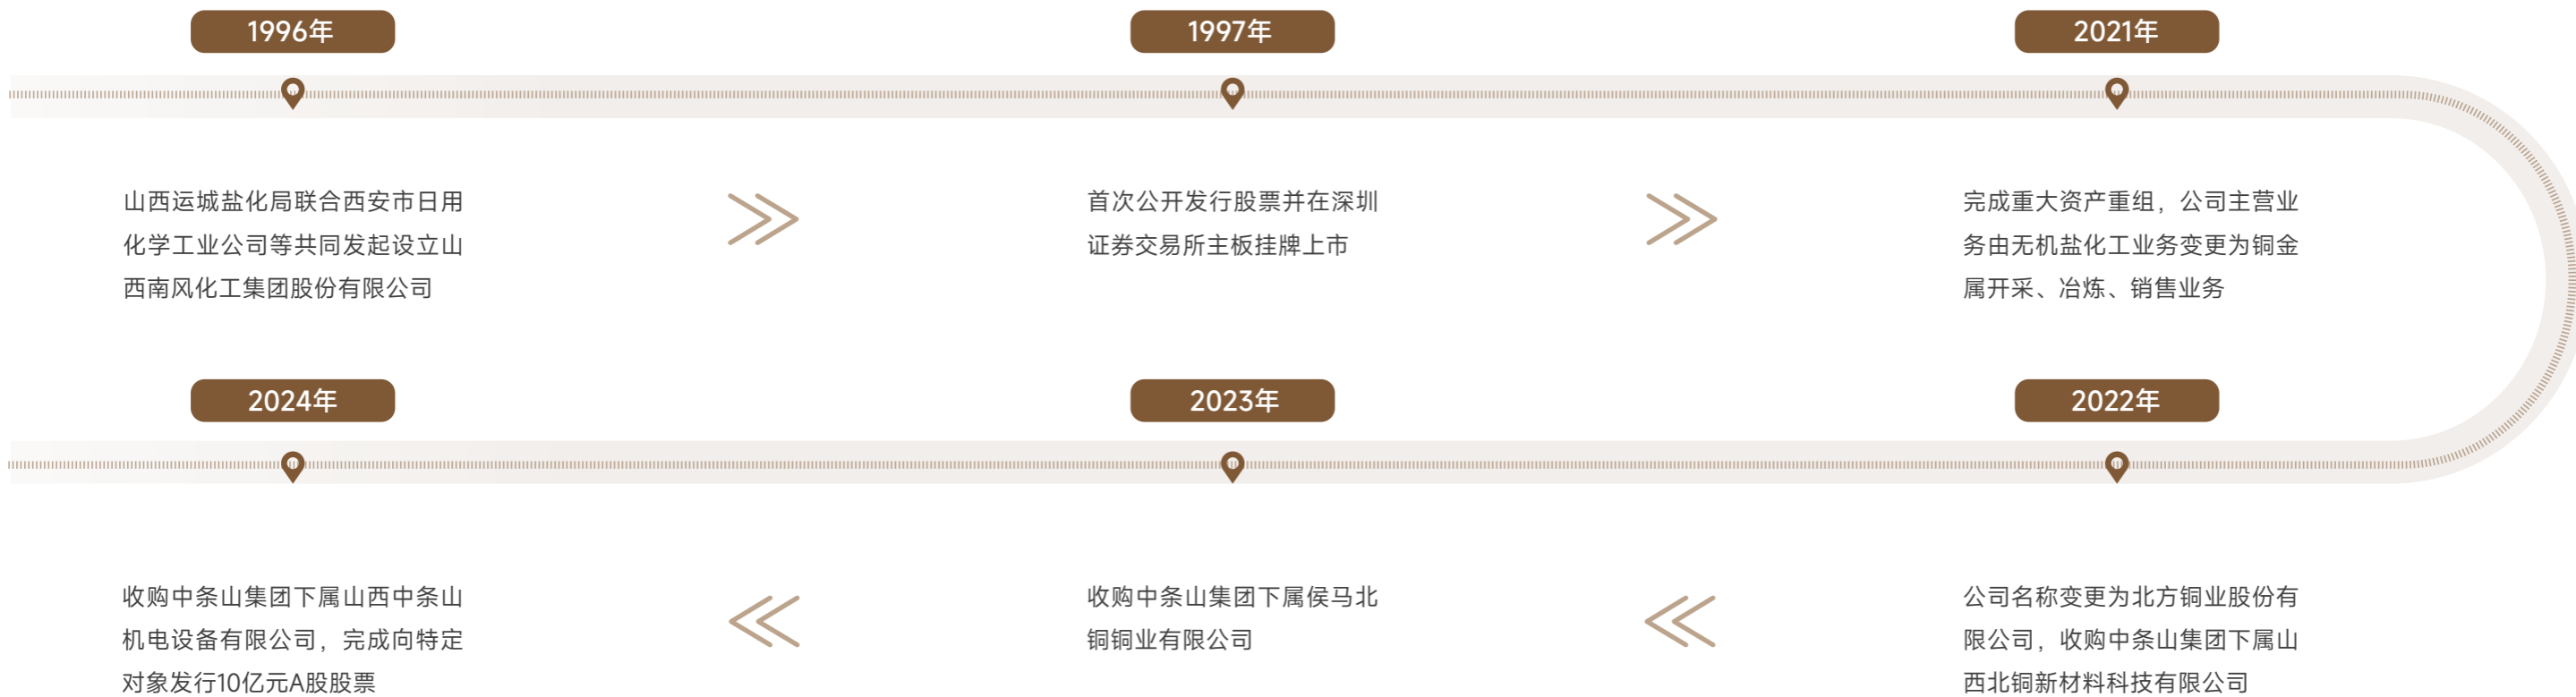 1996年
山西运城盐化局联合西安市日用
化学工业公司等共同发起设立山
西南风化工集团股份有限公司
1997年
首次公开发行股票并在深圳
证券交易所主板挂牌上市
2021年
完成重大资产重组，公司主营业
务由无机盐化工业务变更为铜金
属开采、冶炼、销售业务
2022年
公司名称变更为北方铜业股份有
限公司，收购中条山集团下属山
西北铜新材料科技有限公司
2023年
收购中条山集团下属侯马北
铜铜业有限公司
2024年
收购中条山集团下属山西中条山
机电设备有限公司，完成向特定
对象发行10亿元A股股票